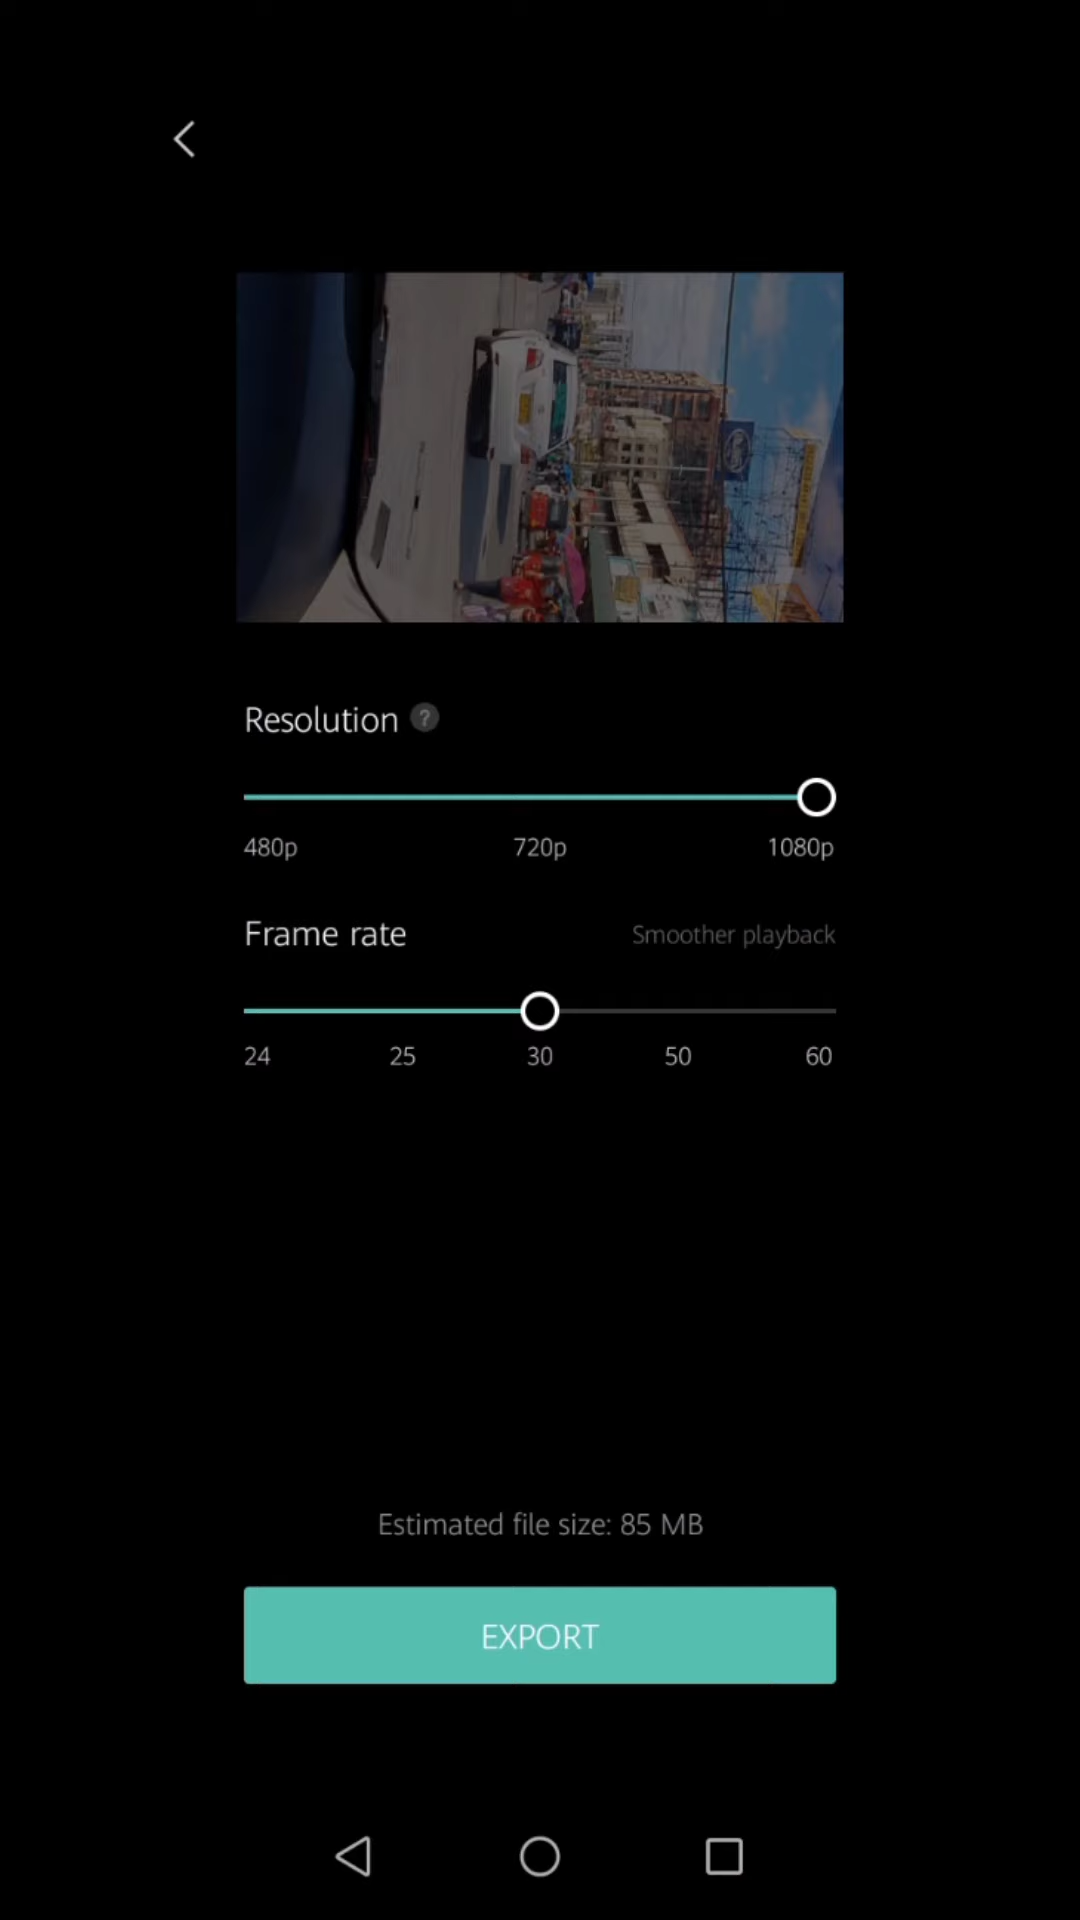 Resolution ?
480p 720p 1080p
Frame rate Smoother playback
24 25 30 50 60
Estimated file size: 85 MB
EXPORT